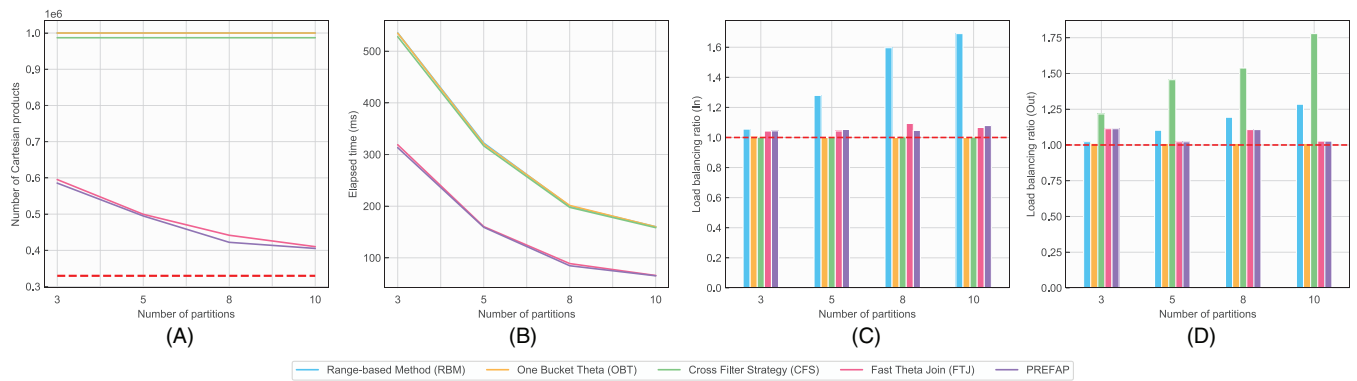 1e6
1.0
0.9
0.8
0.7
0.6
0.5
0.4
0.3
Number of Cartesian products
3 5 8 10
Number of partitions
(A)
500
400
300
200
100
Elapsed time (ms)
3 5 8 10
Number of partitions
(B)
1.6
1.4
1.2
1.0
0.8
0.6
0.4
0.2
0.0
Load balancing ratio (In)
3 5 8 10
Number of partitions
(C)
1.75
1.50
1.25
1.00
0.75
0.50
0.25
0.00
Load balancing ratio (Out)
3 5 8 10
Number of partitions
(D)
Range-based Method (RBM) One Bucket Theta (OBT) Cross Filter Strategy (CFS) Fast Theta Join (FTJ) PREFAP